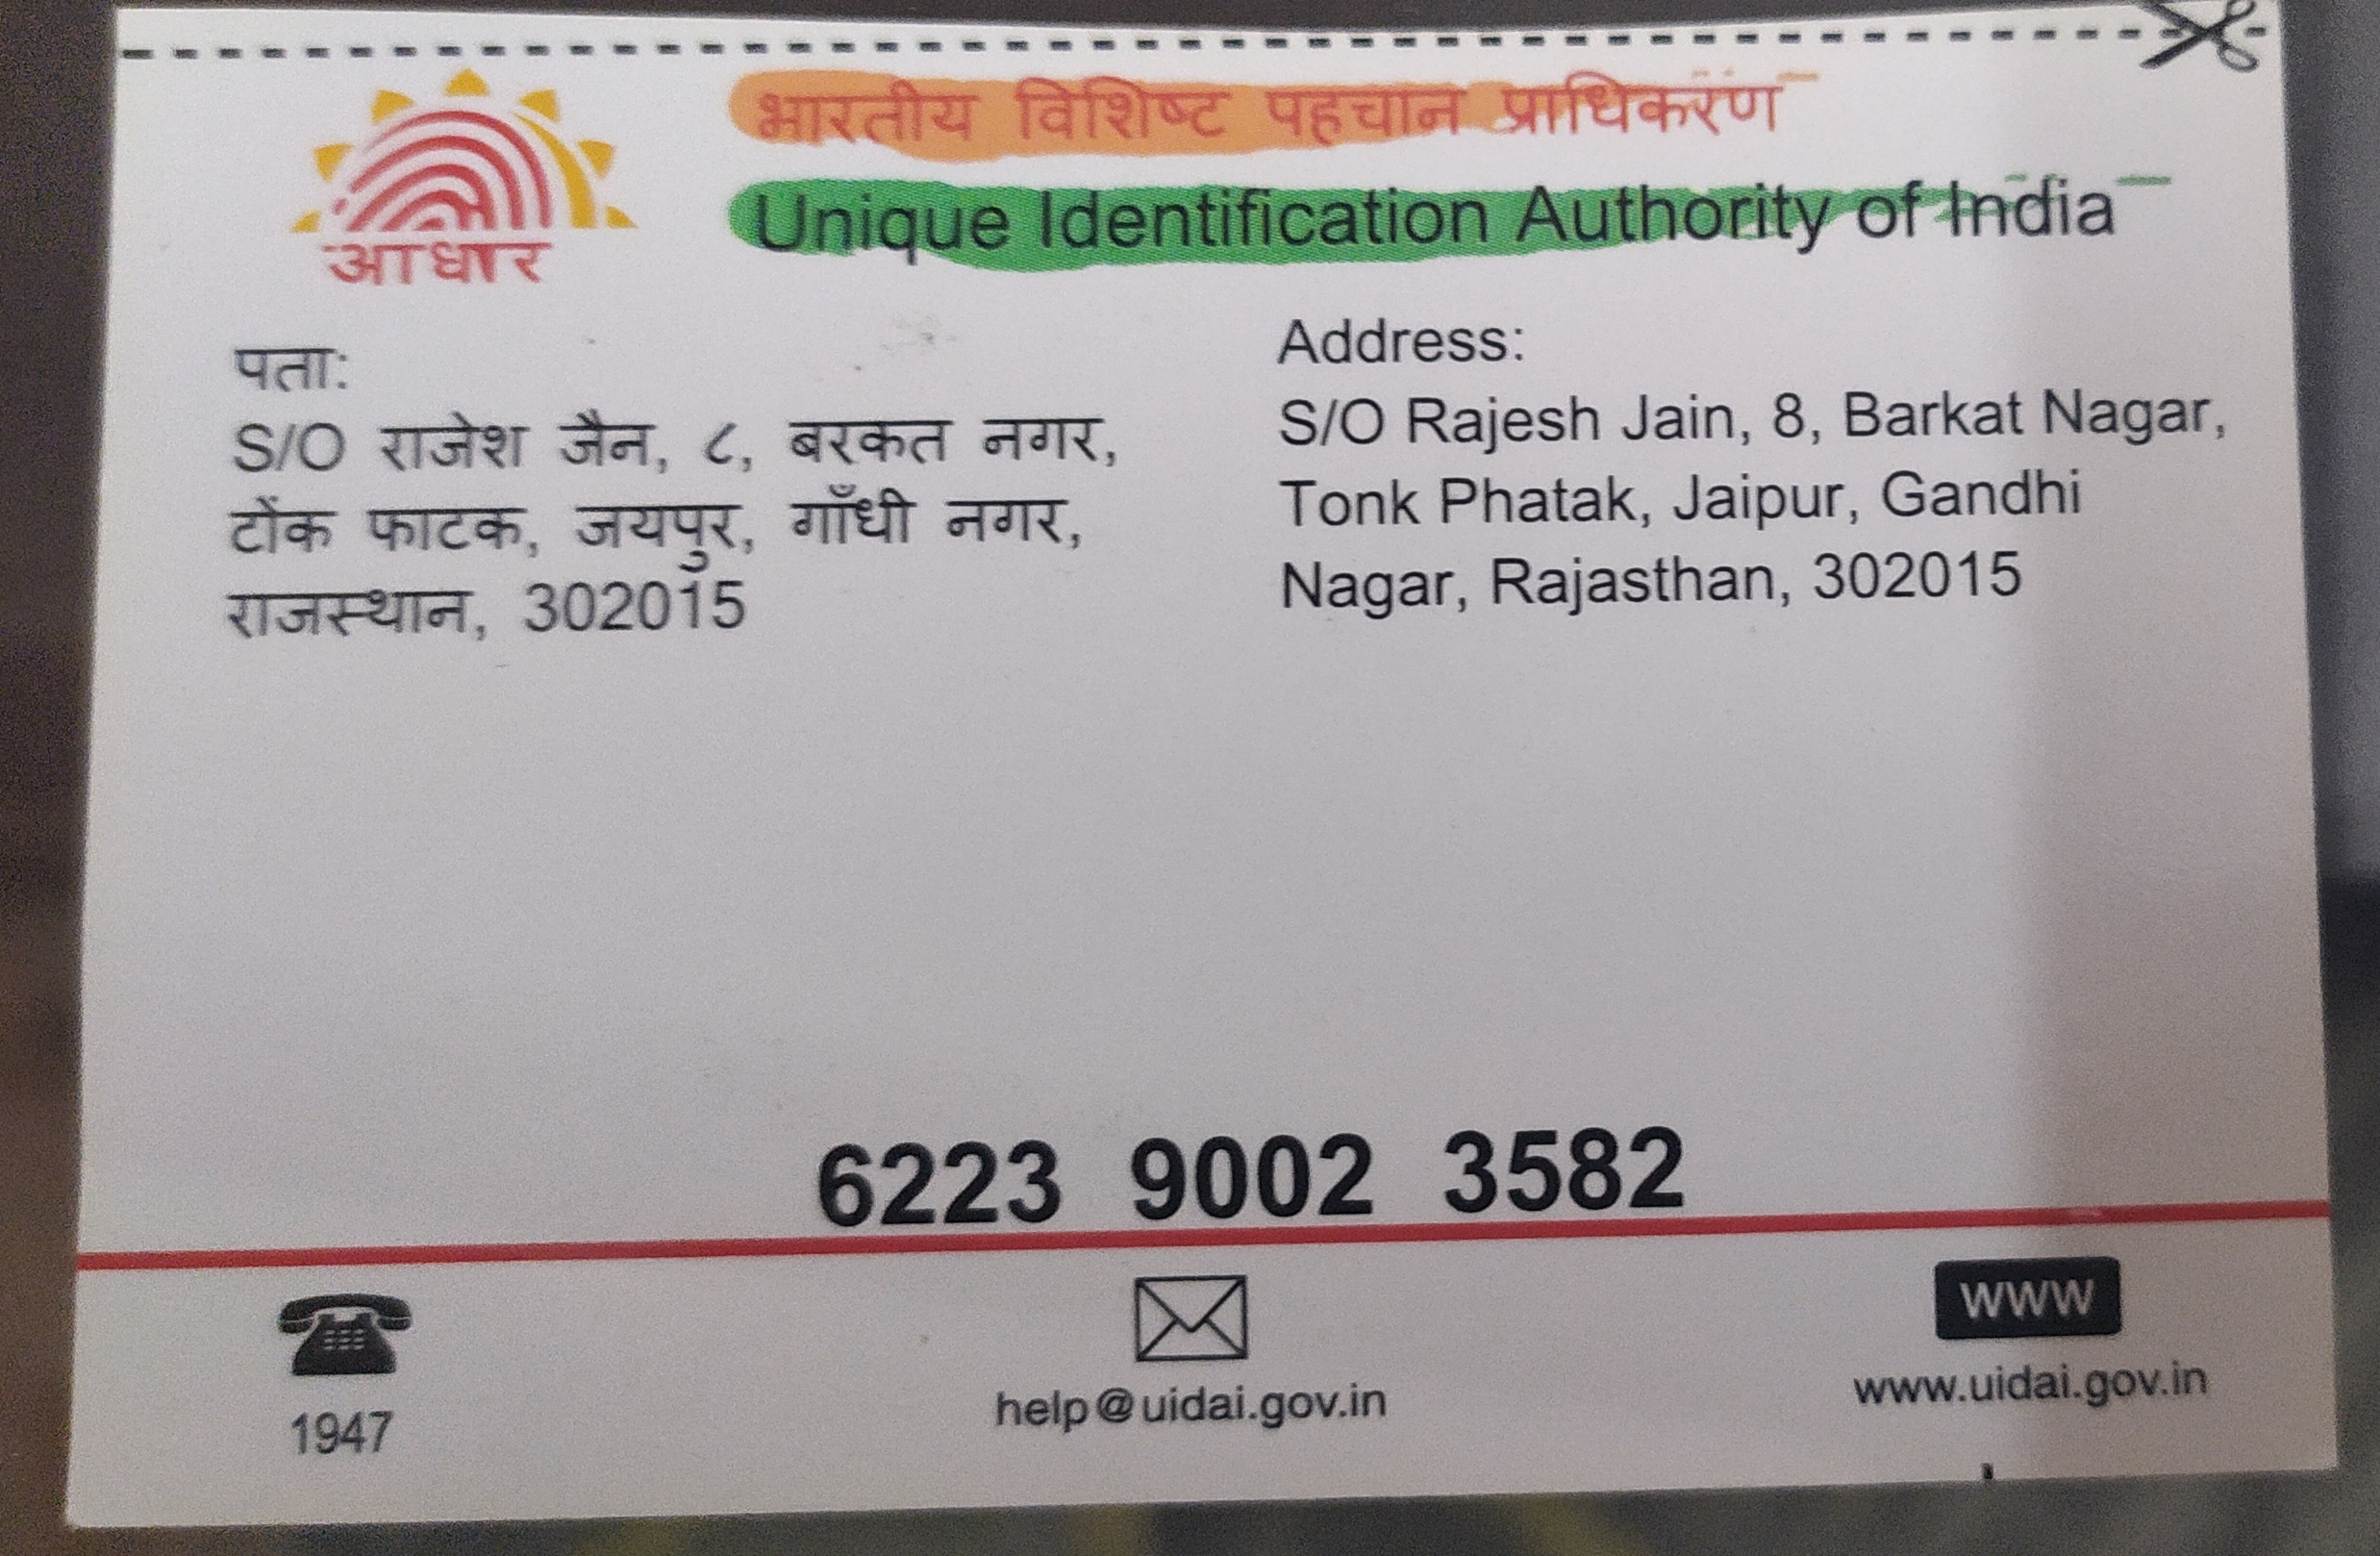 भारतीय विशिष्ट पहचान प्राधिकरण
Unique Identification Authority of India
आधार
पता:
S/O राजेश जैन, ८, बरकत नगर,
टोंक फाटक, जयपुर, गाँधी नगर,
राजस्थान, 302015
Address:
S/O Rajesh Jain, 8, Barkat Nagar,
Tonk Phatak, Jaipur, Gandhi
Nagar, Rajasthan, 302015
6223 9002 3582
1947
help@uidai.gov.in
WWW
www.uidai.gov.in